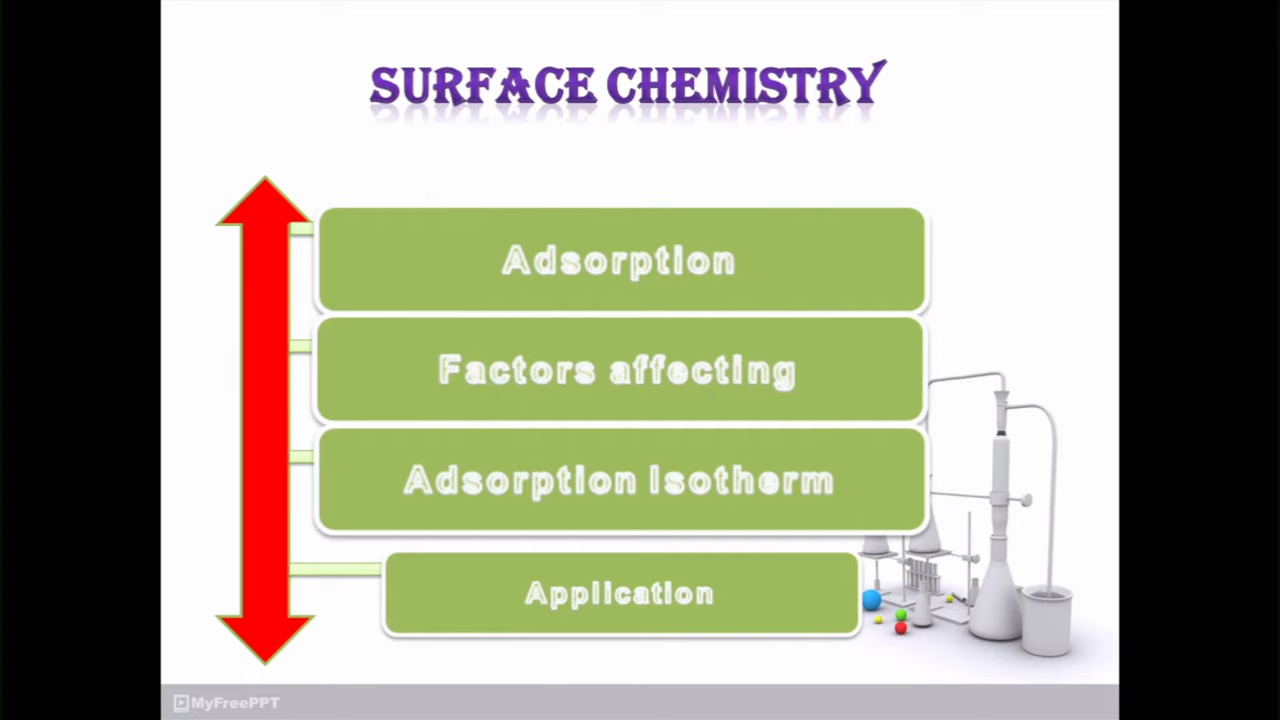 SURFACE CHEMISTRY
Adsorption
Factors affecting
Adsorption Isotherm
Application
MyFreePPT